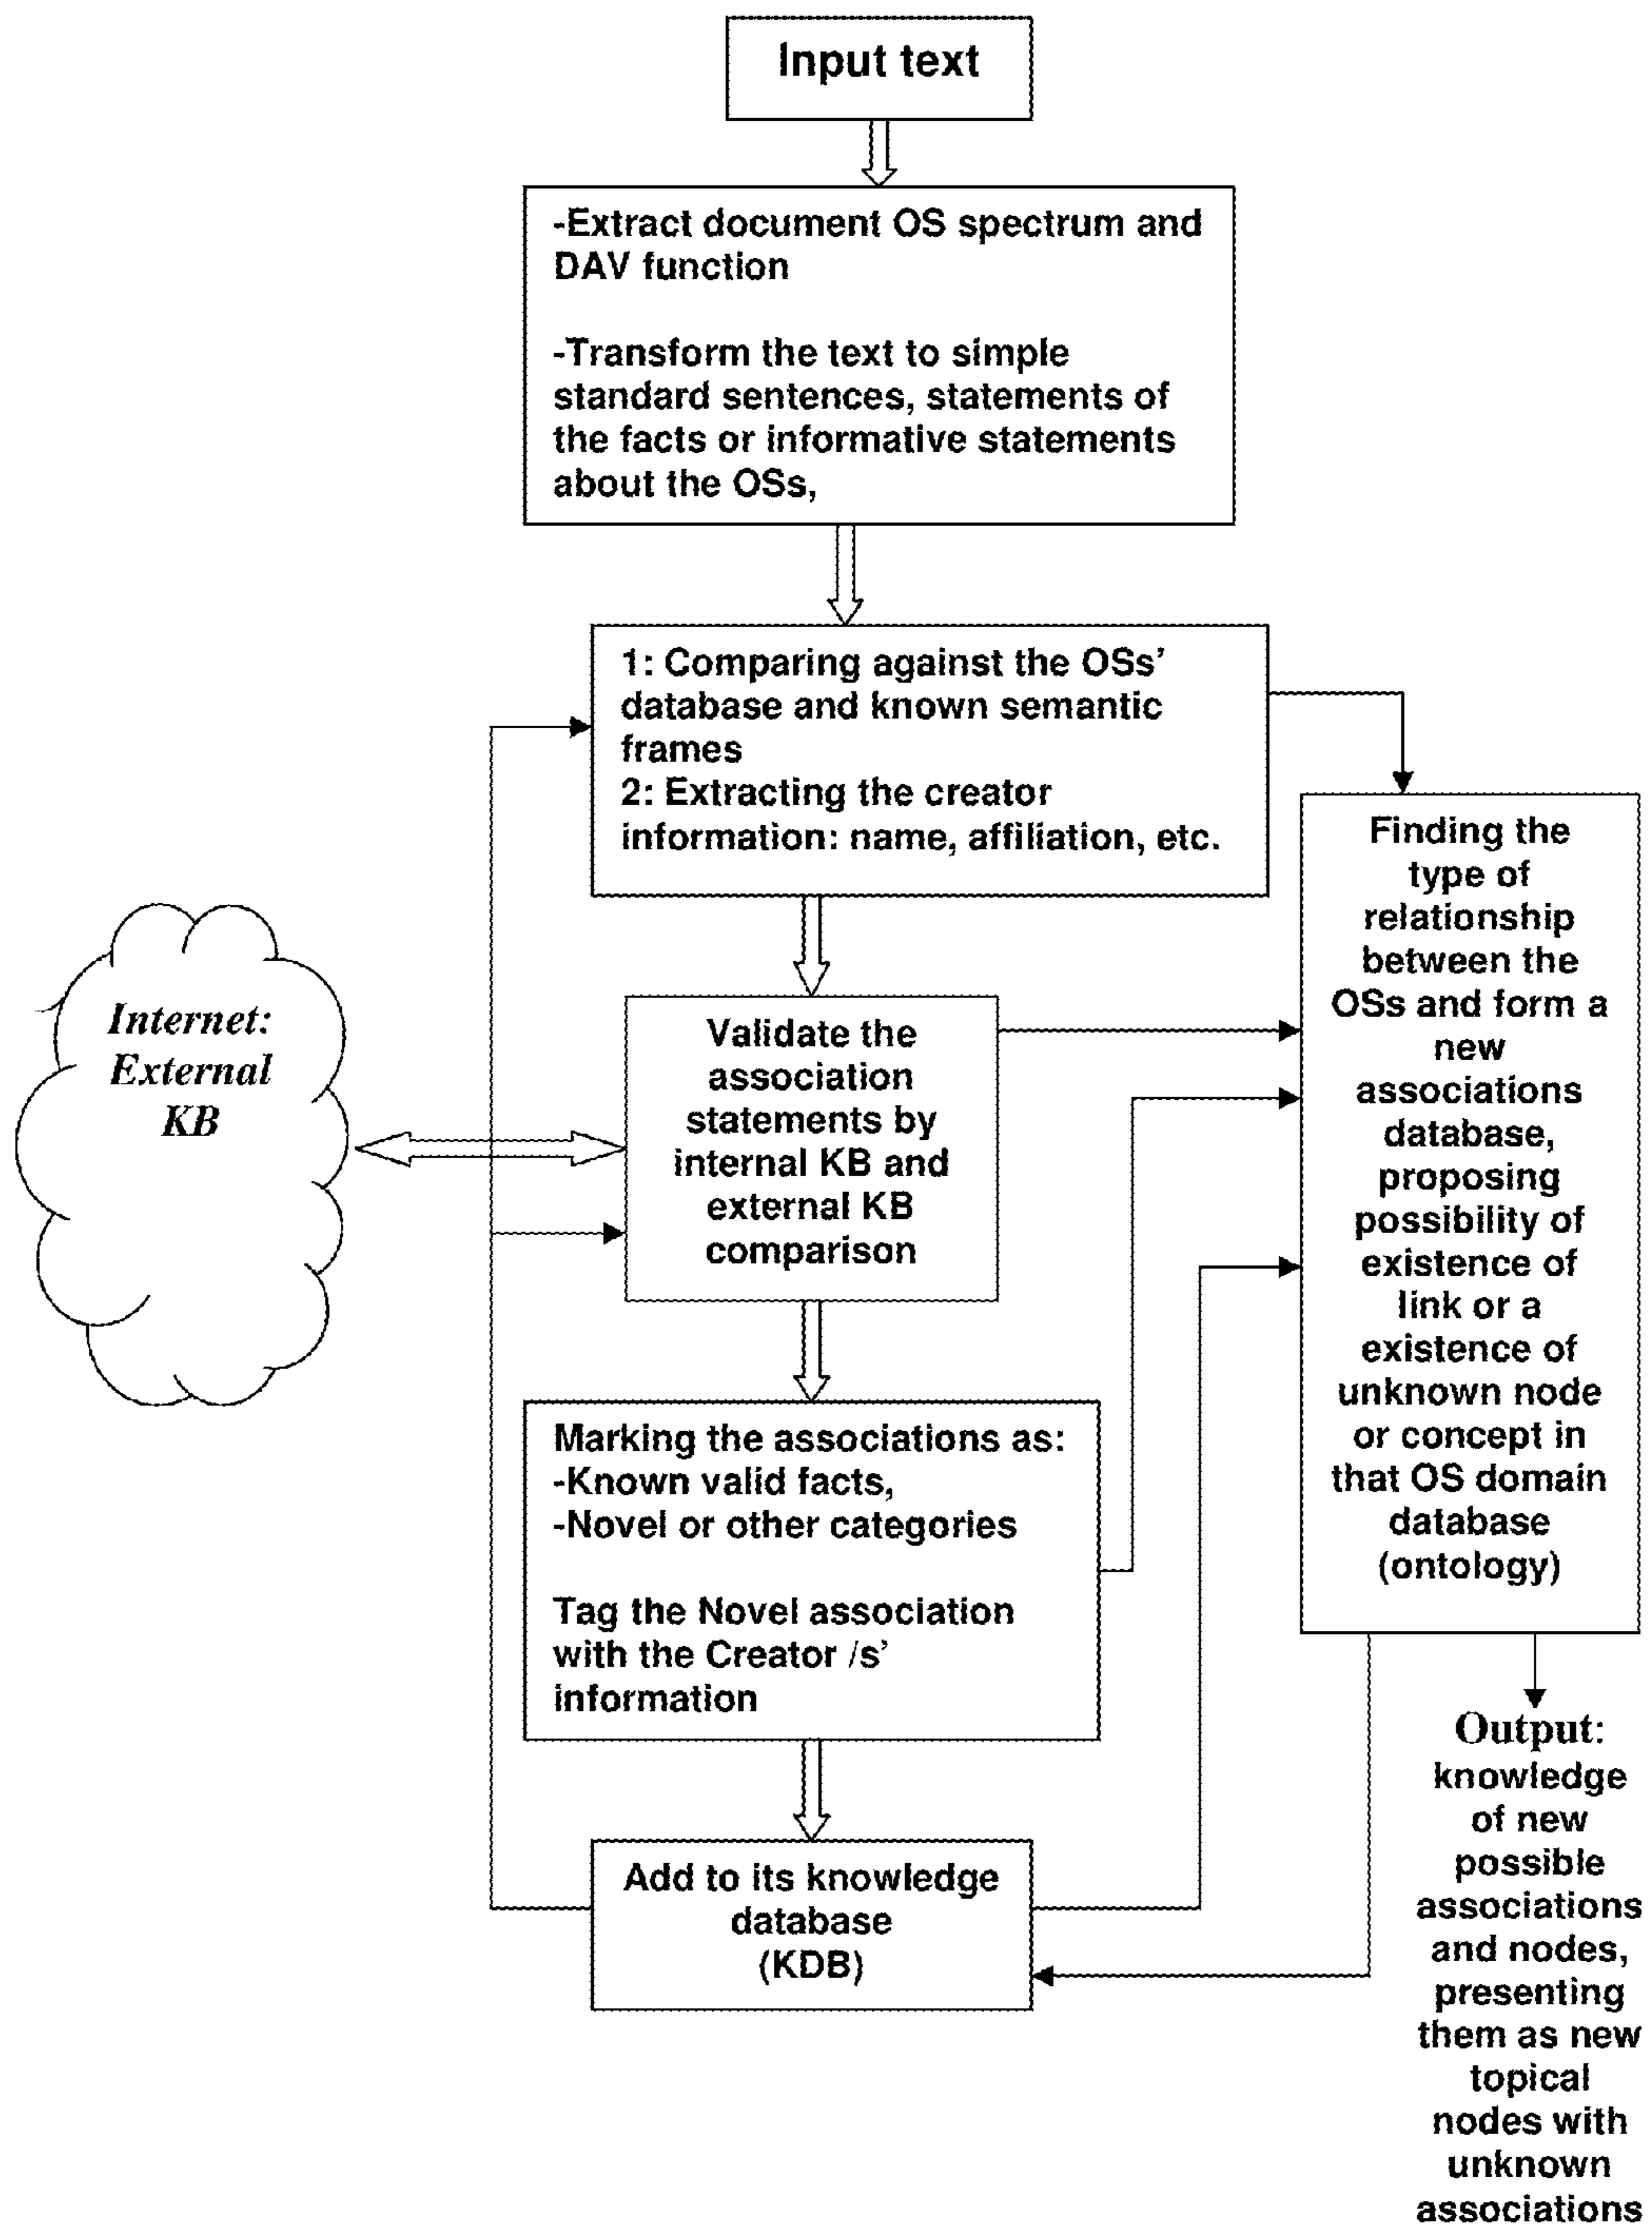 Input text
-Extract document OS spectrum and
DAV function
-Transform the text to simple
standard sentences, statements of
the facts or informative statements
about the OSs,
1: Comparing against the OSs’
database and known semantic
frames
2: Extracting the creator
information: name, affiliation, etc.
Internet:
External
KB
Validate the
association
statements by
internal KB and
external KB
comparison
Marking the associations as:
-Known valid facts,
-Novel or other categories
Tag the Novel association
with the Creator /s’
information
Add to its knowledge
database
(KDB)
Finding the
type of
relationship
between the
OSs and form a
new
associations
database,
proposing
possibility of
existence of
link or a
existence of
unknown node
or concept in
that OS domain
database
(ontology)
Output:
knowledge
of new
possible
associations
and nodes,
presenting
them as new
topical
nodes with
unknown
associations